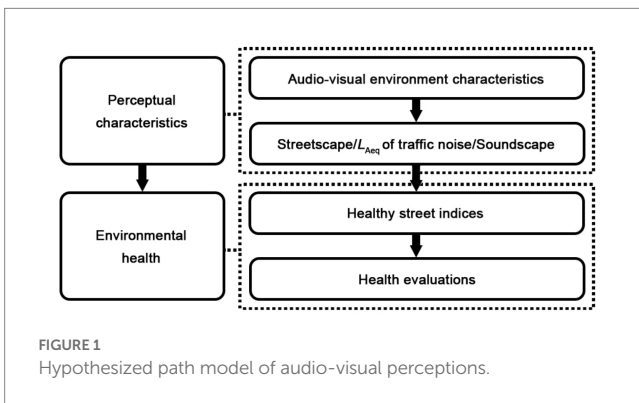 Perceptual
characteristics
Audio-visual environment characteristics
Streetscape/LAeq of traffic noise/Soundscape
Environmental
health
Healthy street indices
Health evaluations
FIGURE 1
Hypothesized path model of audio-visual perceptions.